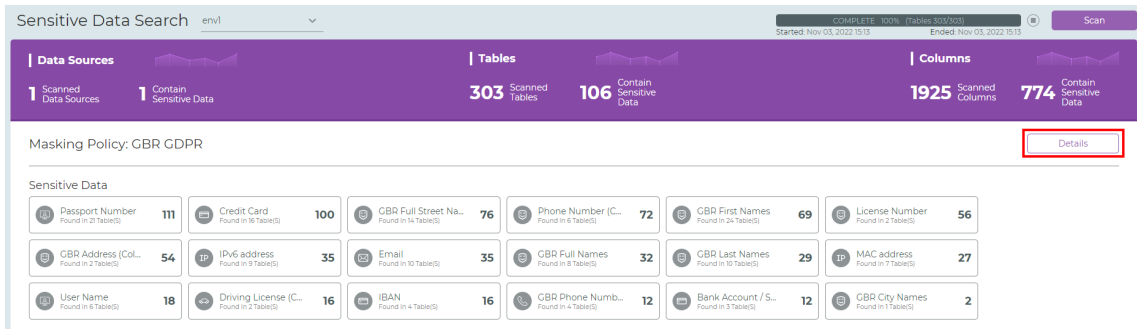 Sensitive Data Search env1
COMPLETE 100% (Tables 303/303)
Started: Nov 03, 2022 15:13 Ended: Nov 03, 2022 15:13
Scan
Data Sources
1 Scanned Data Sources
1 Contain Sensitive Data
Tables
303 Scanned Tables
106 Contain Sensitive Data
Columns
1925 Scanned Columns
774 Contain Sensitive Data
Masking Policy: GBR GDPR
Details
Sensitive Data
Passport Number 111
Found in 21 Table(S)
Credit Card 100
Found in 16 Table(S)
GBR Full Street Na... 76
Found in 14 Table(S)
Phone Number (C... 72
Found in 6 Table(S)
GBR First Names 69
Found in 24 Table(S)
License Number 56
Found in 2 Table(S)
GBR Address (Col... 54
Found in 2 Table(S)
IP IPv6 address 35
Found in 9 Table(S)
Email 35
Found in 10 Table(S)
GBR Full Names 32
Found in 8 Table(S)
GBR Last Names 29
Found in 10 Table(S)
IP MAC address 27
Found in 7 Table(S)
User Name 18
Found in 6 Table(S)
Driving License (C... 16
Found in 2 Table(S)
IBAN 16
Found in 4 Table(S)
GBR Phone Numb... 12
Found in 4 Table(S)
Bank Account / S... 12
Found in 3 Table(S)
GBR City Names 2
Found in 1 Table(S)